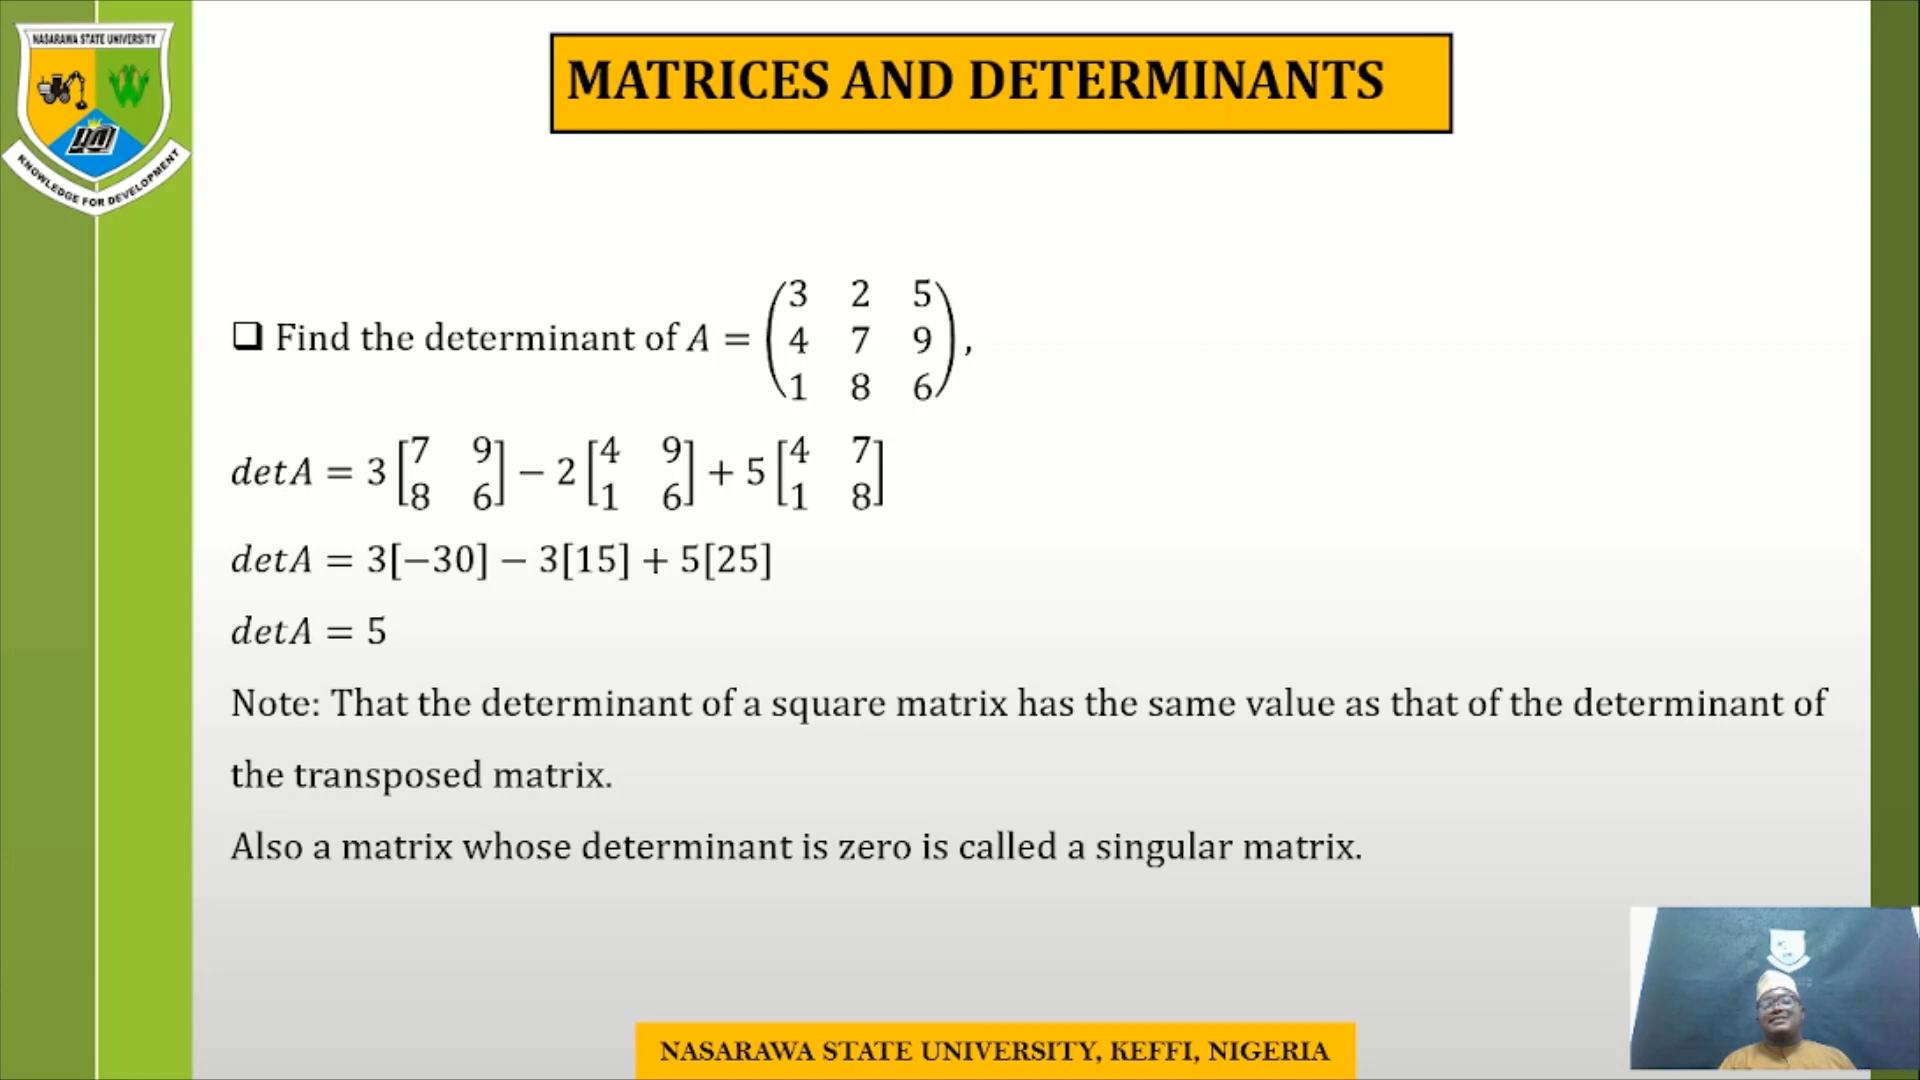 NASARAWA STATE UNIVERSITY
KNOWLEDGE FOR DEVELOPMENT
MATRICES AND DETERMINANTS
❑ Find the determinant of A = (3 2 5
4 7 9
1 8 6),
detA = 3 [7 9 8 6] − 2 [4 9 1 6] + 5 [4 7 1 8]
detA = 3[−30] − 3[15] + 5[25]
detA = 5
Note: That the determinant of a square matrix has the same value as that of the determinant of
the transposed matrix.
Also a matrix whose determinant is zero is called a singular matrix.
NASARAWA STATE UNIVERSITY, KEFFI, NIGERIA